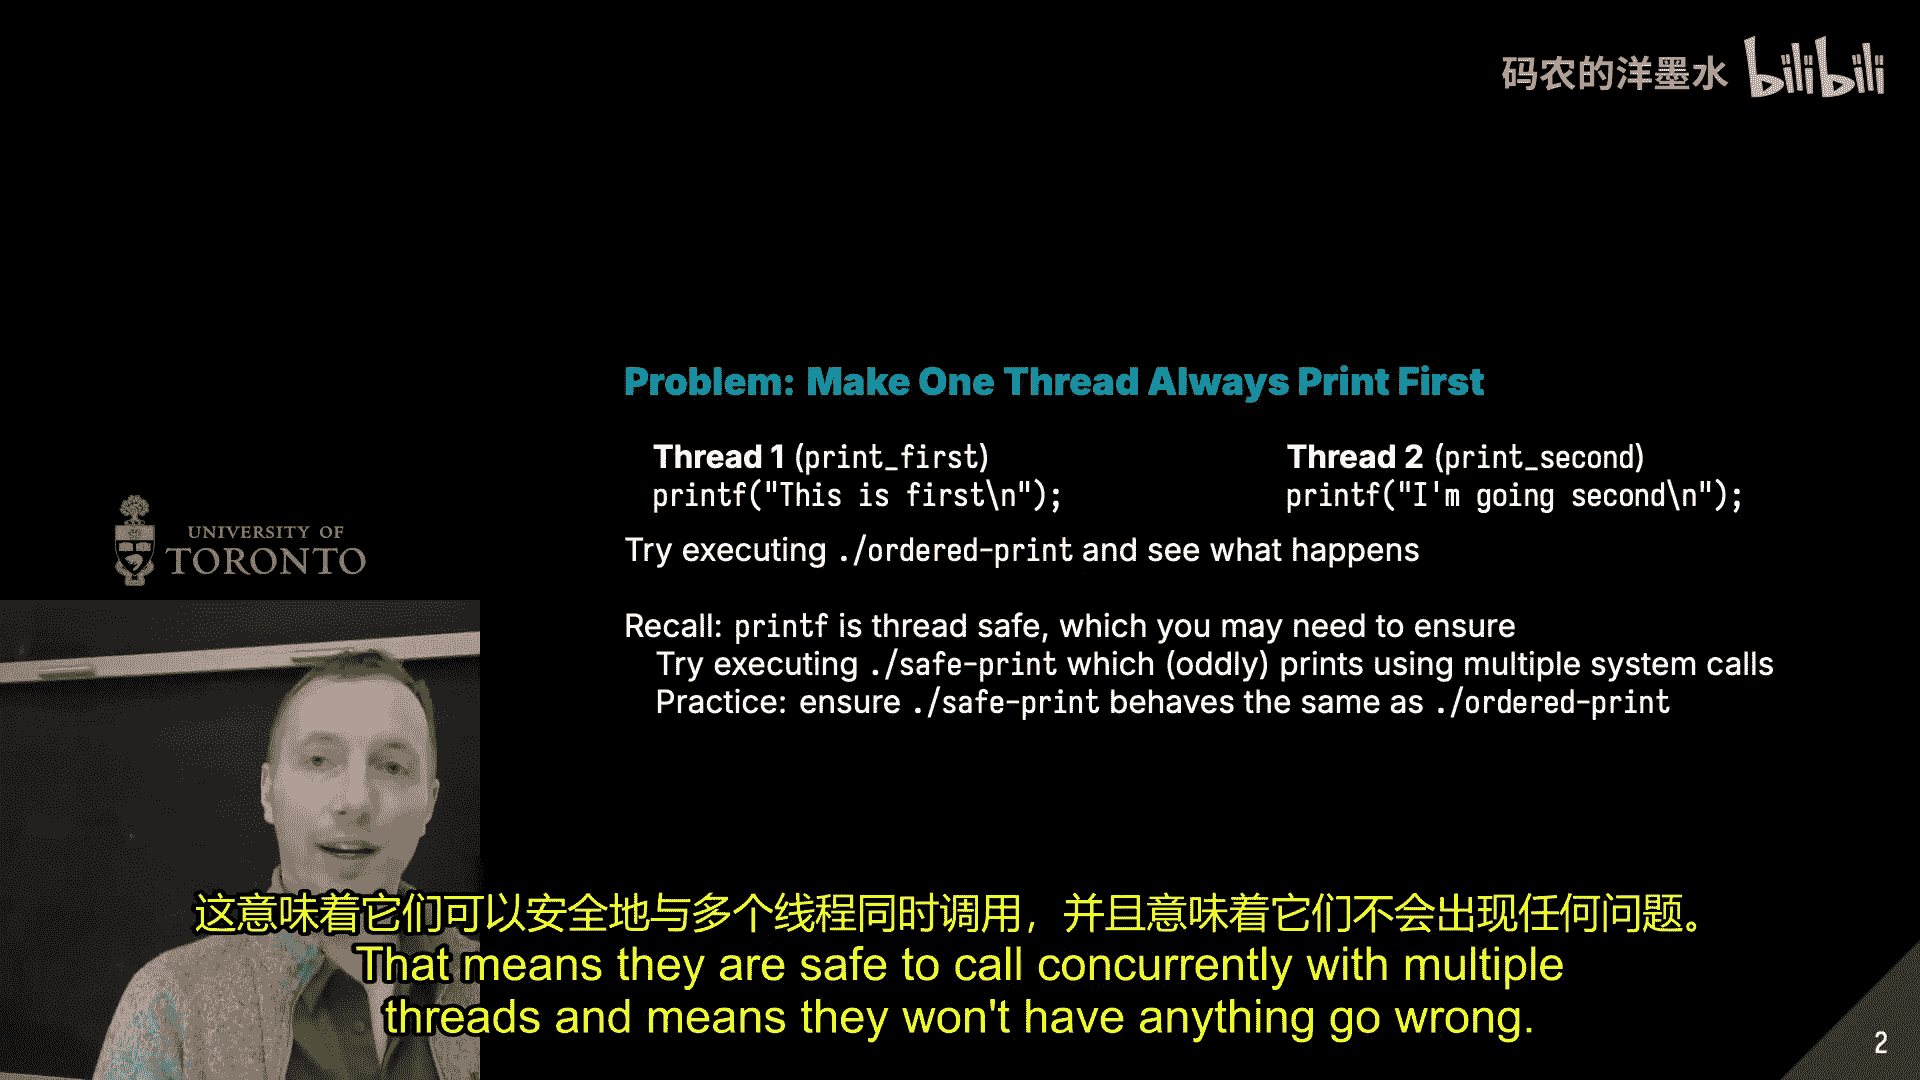 码农的洋墨水 bilibili
Problem: Make One Thread Always Print First
Thread 1 (print_first)
printf("This is first\n");
Thread 2 (print_second)
printf("I'm going second\n");
Try executing ./ordered-print and see what happens
Recall: printf is thread safe, which you may need to ensure
Try executing ./safe-print which (oddly) prints using multiple system calls
Practice: ensure ./safe-print behaves the same as ./ordered-print
UNIVERSITY OF
TORONTO
这意味着它们可以安全地与多个线程同时调用，并且意味着它们不会出现任何问题。
That means they are safe to call concurrently with multiple
threads and means they won't have anything go wrong.
2